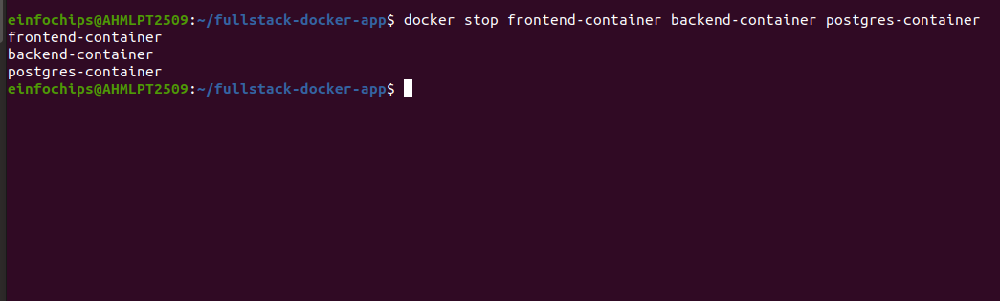 einfochips@AHMLPT2509:~/fullstack-docker-app$ docker stop frontend-container backend-container postgres-container
frontend-container
backend-container
postgres-container
einfochips@AHMLPT2509:~/fullstack-docker-app$